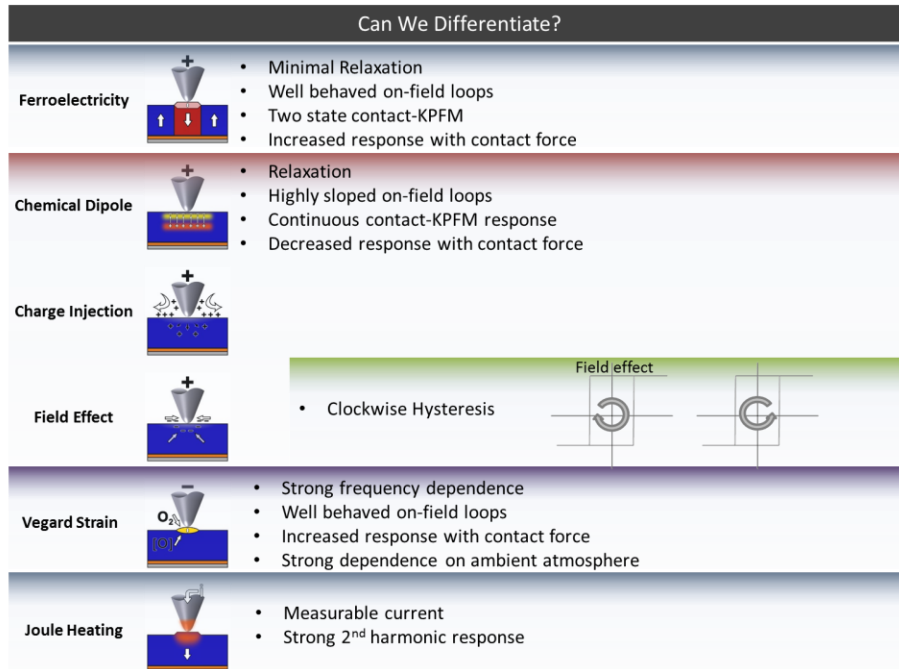 Can We Differentiate?
Ferroelectricity
+
• Minimal Relaxation
• Well behaved on-field loops
• Two state contact-KPFM
• Increased response with contact force
Chemical Dipole
+
• Relaxation
• Highly sloped on-field loops
• Continuous contact-KPFM response
• Decreased response with contact force
Charge Injection
+
Field Effect
+
Field effect
• Clockwise Hysteresis
Vegard Strain
−
O₂
[O]
• Strong frequency dependence
• Well behaved on-field loops
• Increased response with contact force
• Strong dependence on ambient atmosphere
Joule Heating
• Measurable current
• Strong 2nd harmonic response